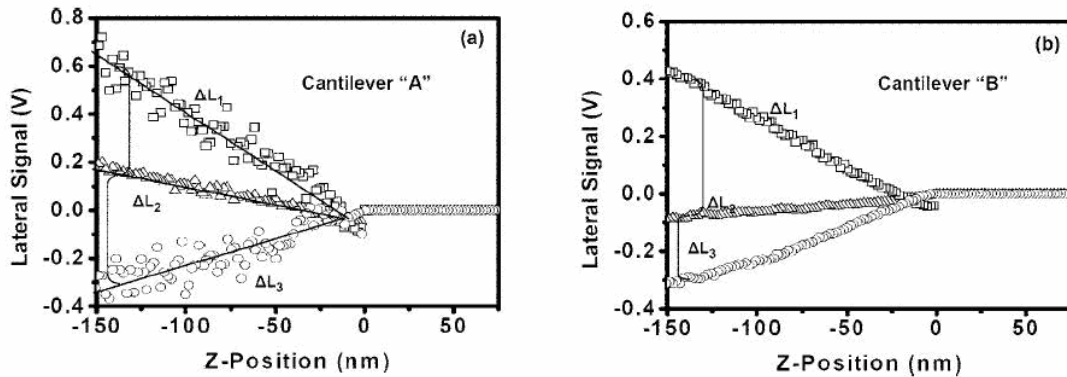 (a)
Cantilever "A"
ΔL1
ΔL2
ΔL3
0.8
0.6
0.4
0.2
0.0
-0.2
-0.4
Lateral Signal (V)
-150 -100 -50 0 50
Z-Position (nm)
(b)
Cantilever "B"
ΔL1
ΔL2
ΔL3
0.6
0.4
0.2
0.0
-0.2
-0.4
Lateral Signal (V)
-150 -100 -50 0 50
Z-Position (nm)